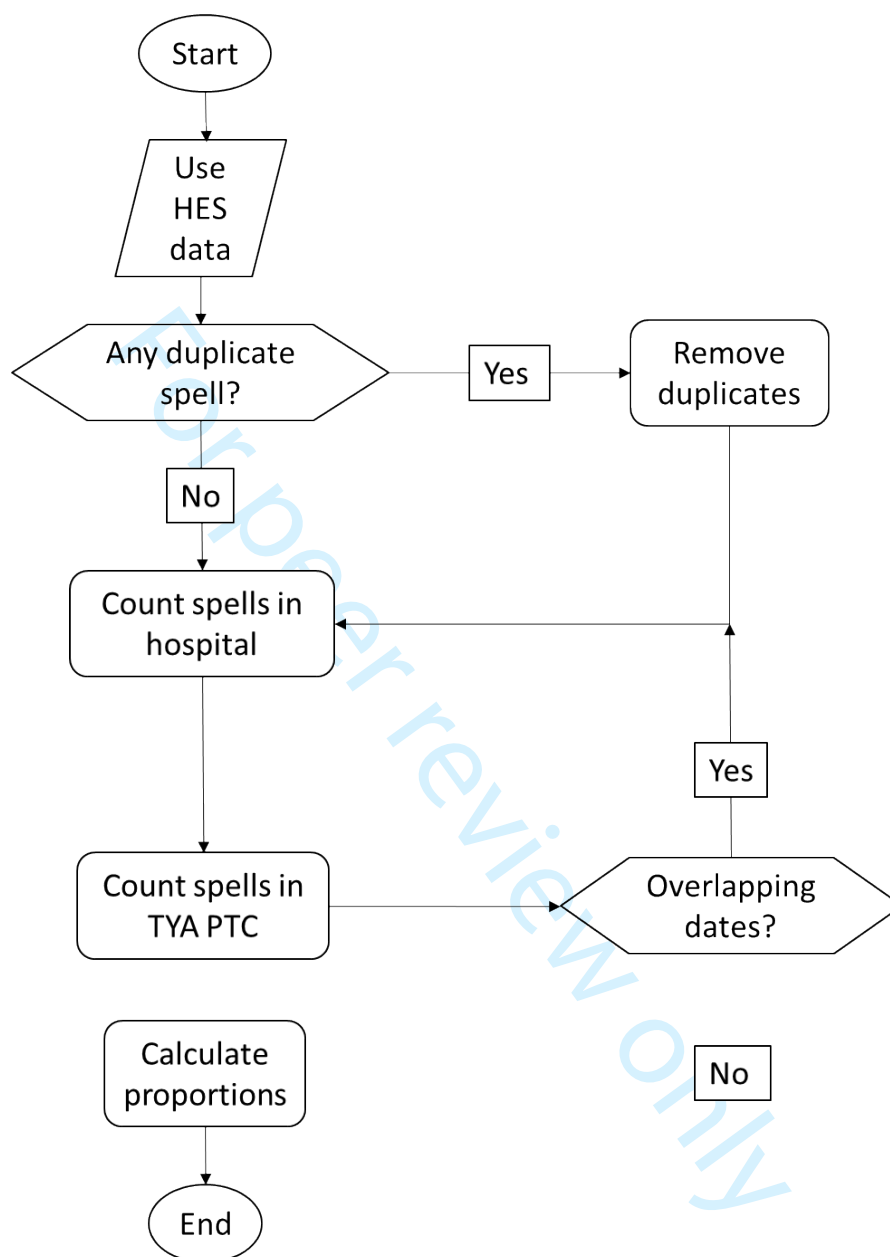 Start
Use
HES
data
Any duplicate
spell?
Yes
Remove
duplicates
No
Count spells in
hospital
Yes
Count spells in
TYA PTC
Overlapping
dates?
Calculate
proportions
No
End
For peer review only